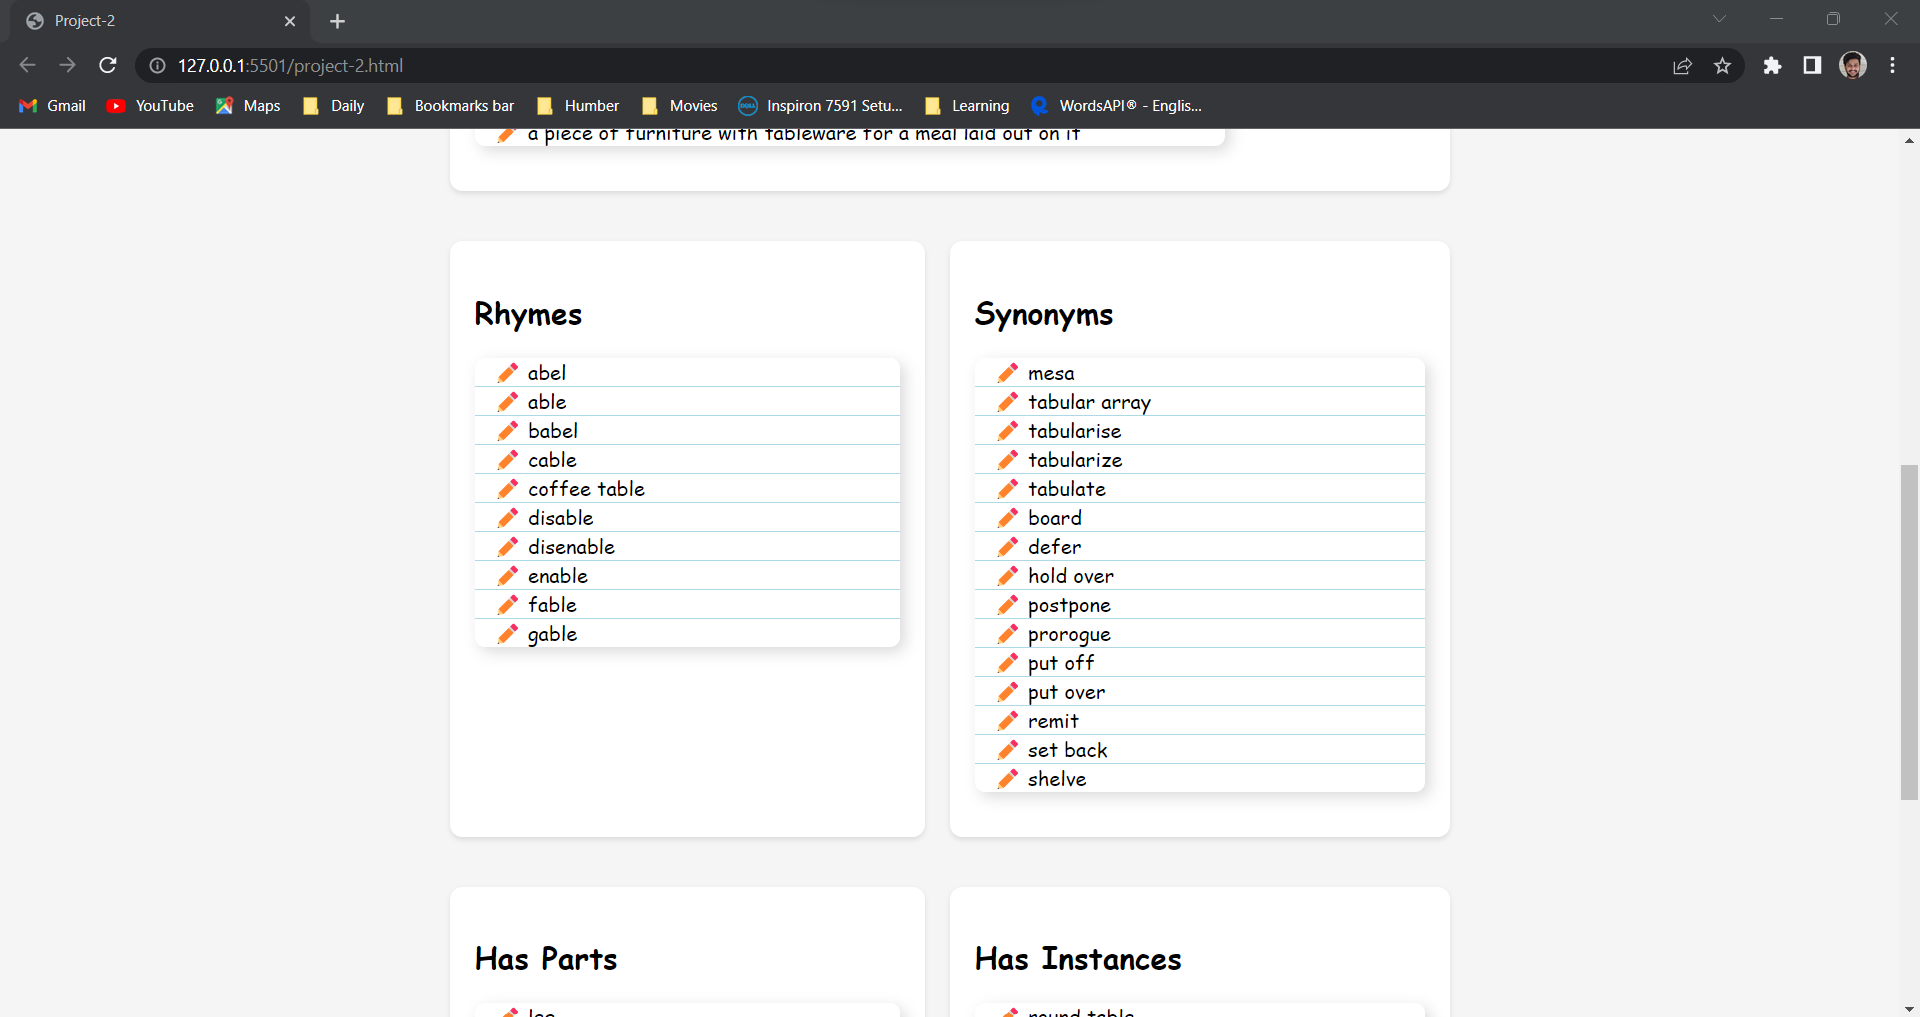 Project-2
127.0.0.1:5501/project-2.html
Gmail YouTube Maps Daily Bookmarks bar Humber Movies Inspiron 7591 Setu... Learning WordsAPI® - Englis...
a piece of furniture with tableware for a meal laid out on it
Rhymes
abel
able
babel
cable
coffee table
disable
disenable
enable
fable
gable
Synonyms
mesa
tabular array
tabularise
tabularize
tabulate
board
defer
hold over
postpone
prorogue
put off
put over
remit
set back
shelve
Has Parts
leg
Has Instances
round table